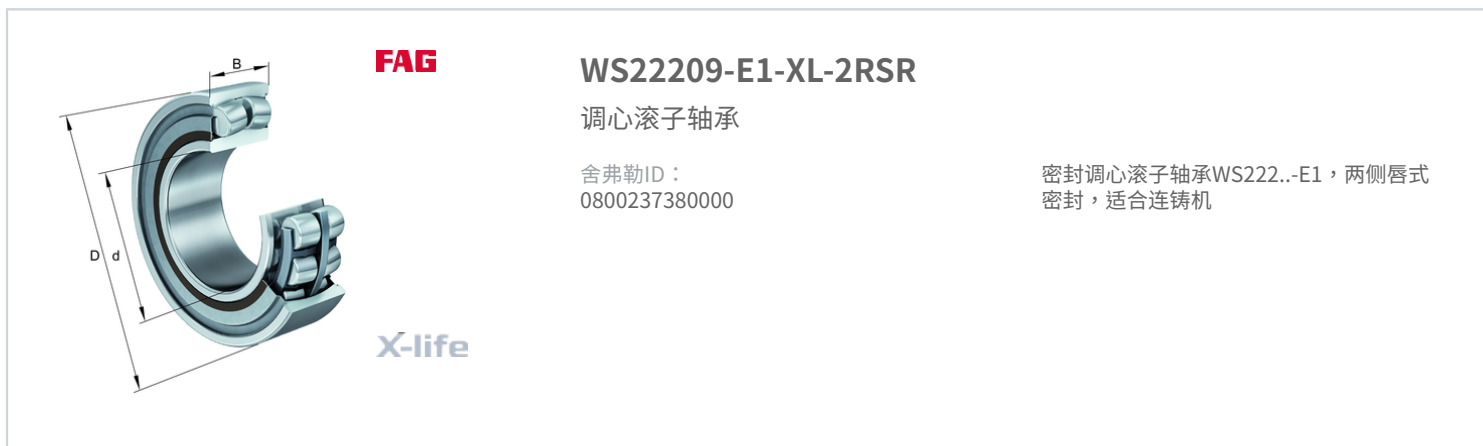 B
D
d
FAG
X-life
WS22209-E1-XL-2RSR
调心滚子轴承
舍弗勒ID：
0800237380000
密封调心滚子轴承WS222..-E1，两侧唇式
密封，适合连铸机